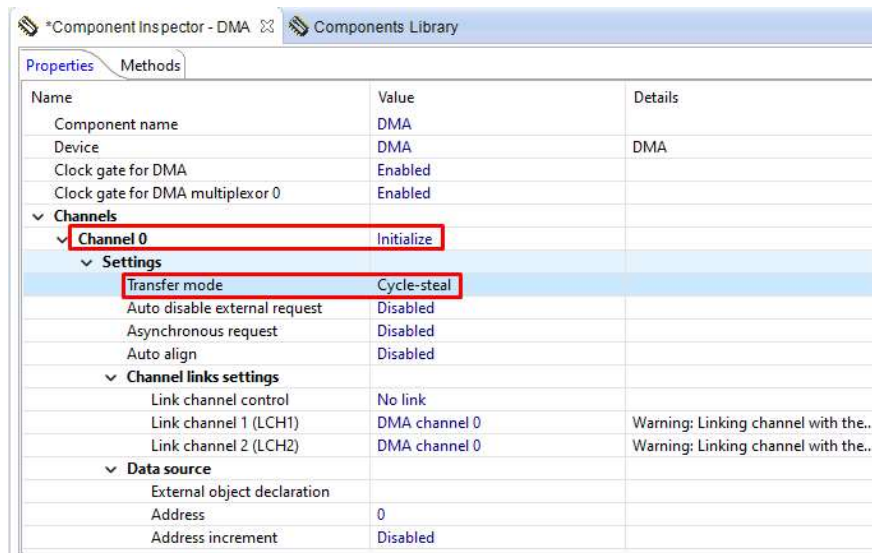 *Component Inspector - DMA Components Library
Properties Methods
Name Value Details
Component name DMA
Device DMA DMA
Clock gate for DMA Enabled
Clock gate for DMA multiplexor 0 Enabled
Channels
Channel 0 Initialize
Settings
Transfer mode Cycle-steal
Auto disable external request Disabled
Asynchronous request Disabled
Auto align Disabled
Channel links settings
Link channel control No link
Link channel 1 (LCH1) DMA channel 0 Warning: Linking channel with the...
Link channel 2 (LCH2) DMA channel 0 Warning: Linking channel with the...
Data source
External object declaration
Address 0
Address increment Disabled